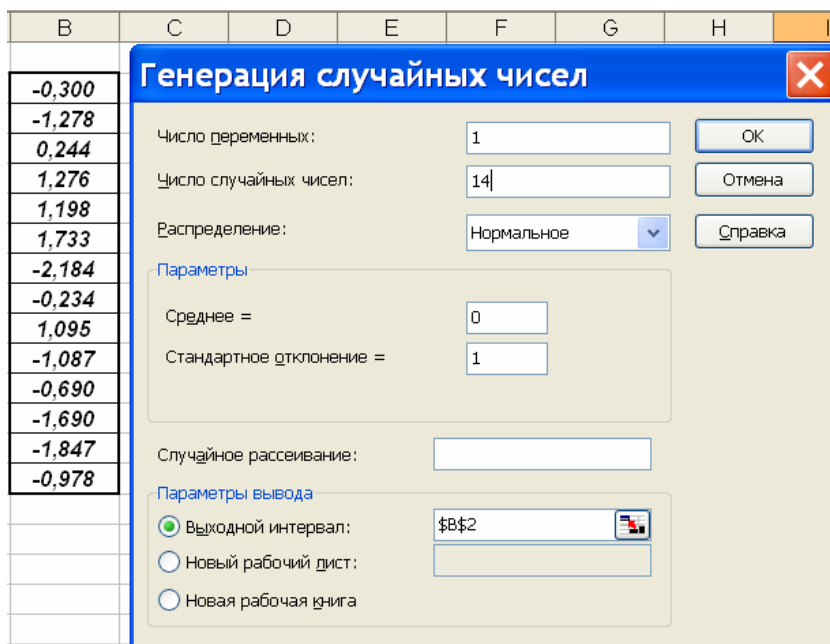 B C D E F G H
Генерация случайных чисел
-0,300
-1,278
0,244
1,276
1,198
1,733
-2,184
-0,234
1,095
-1,087
-0,690
-1,690
-1,847
-0,978
Число переменных: 1
OK
Число случайных чисел: 14
Отмена
Распределение: Нормальное
Справка
Параметры
Среднее = 0
Стандартное отклонение = 1
Случайное рассеивание:
Параметры вывода
Выходной интервал: $B$2
Новый рабочий лист:
Новая рабочая книга